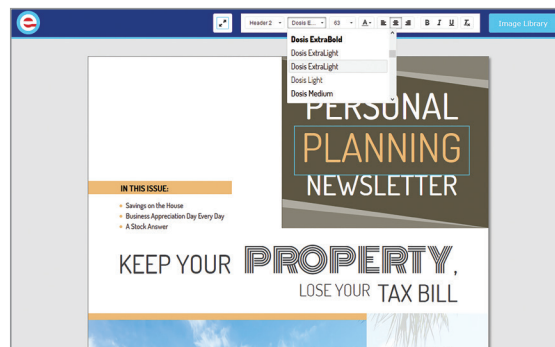 Header 2
Dosis E...
63
A
B I U
Image Library
Dosis ExtraBold
Dosis ExtraLight
Dosis ExtraLight
Dosis Light
Dosis Medium
PERSONAL
PLANNING
NEWSLETTER
IN THIS ISSUE:
Savings on the House
Business Appreciation Day Every Day
A Stock Answer
KEEP YOUR PROPERTY,
LOSE YOUR TAX BILL